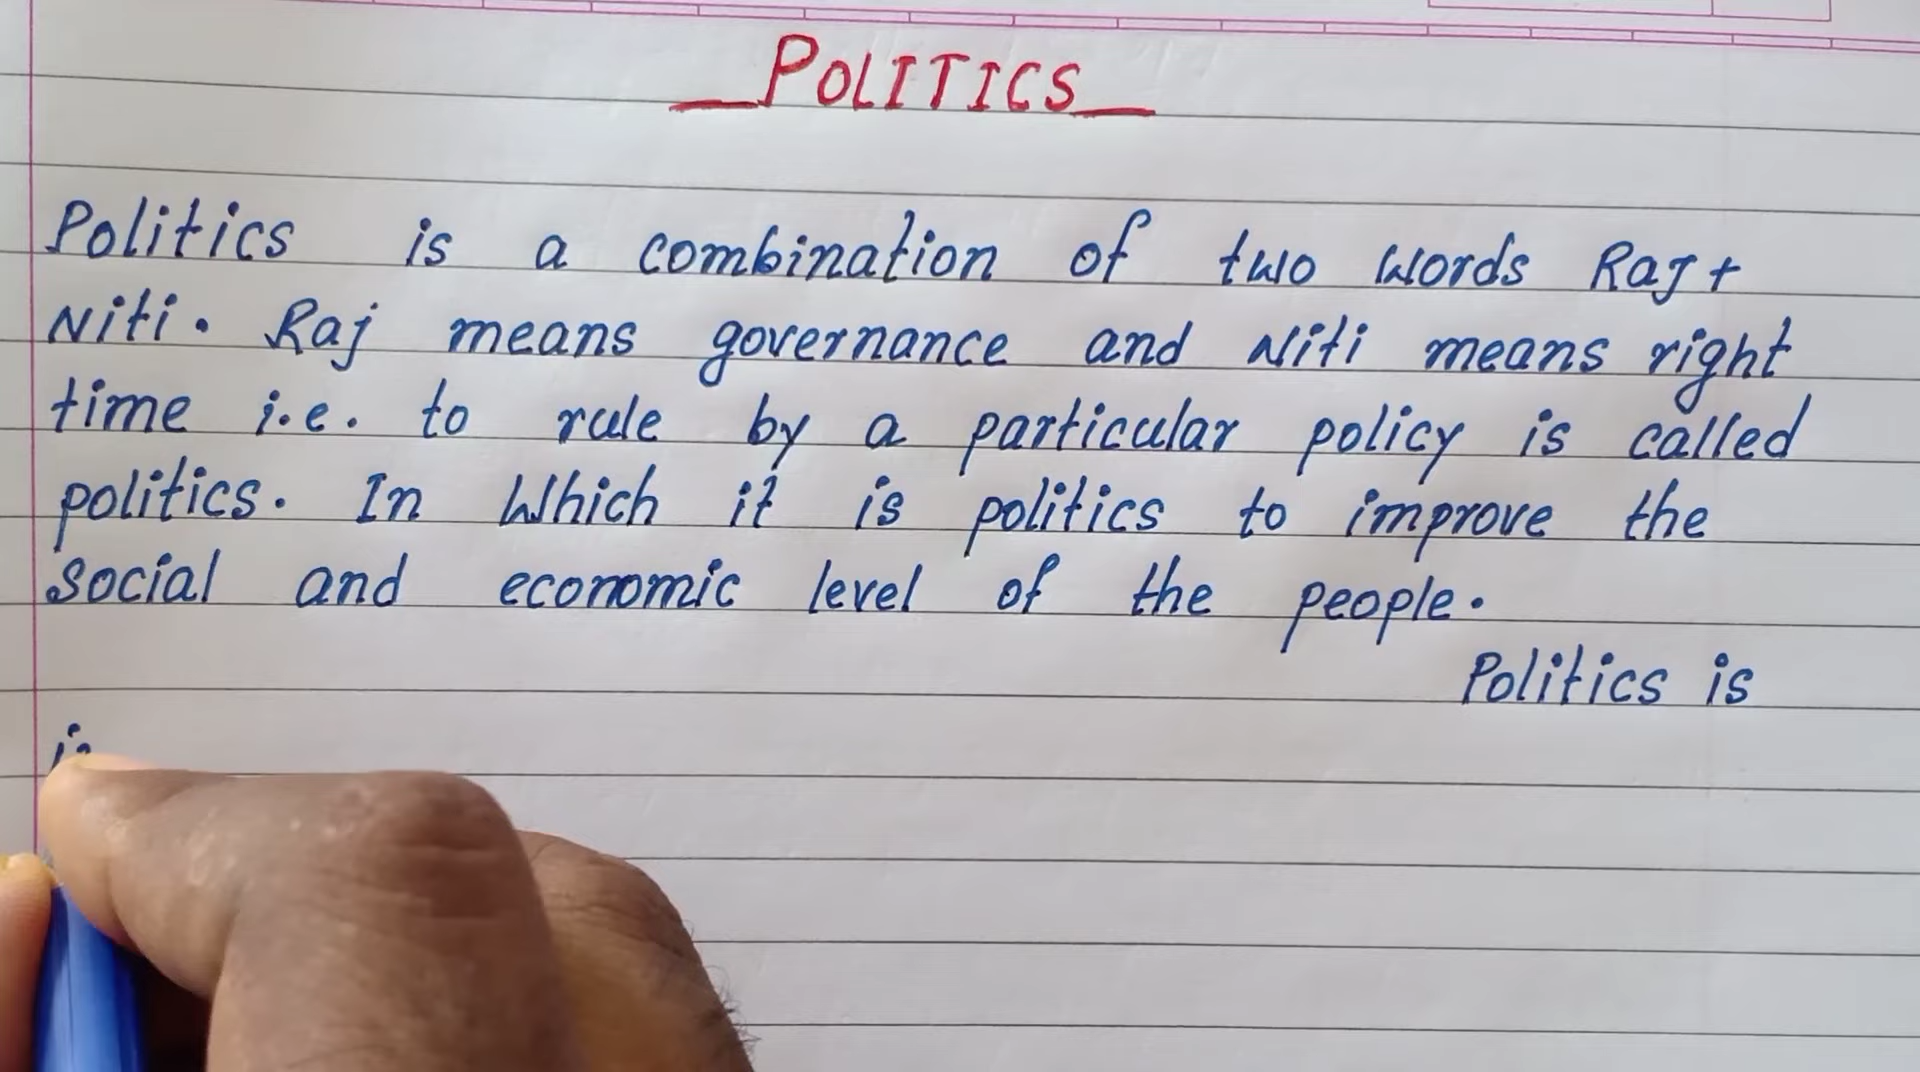 POLITICS
Politics is a combination of two words Raj+
Niti. Raj means governance and Niti means right
time i.e. to rule by a particular policy is called
politics. In Which it is politics to improve the
social and economic level of the people.
Politics is